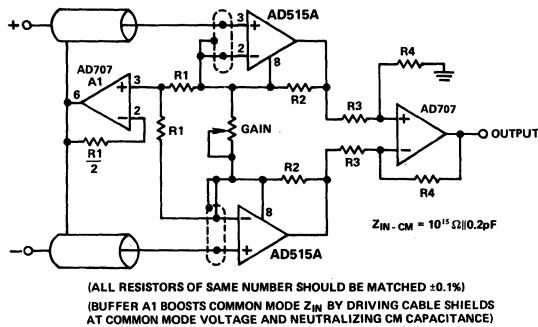 +
3
+
AD515A
2
−
8
AD707
A1
3
R1
R2
R4
6
2
R1
R3
+
AD707
GAIN
OUTPUT
R1
2
R3
−
R2
R4
8
−
+
AD515A
Z_IN-CM = 10¹⁵ Ω||0.2pF
−
(ALL RESISTORS OF SAME NUMBER SHOULD BE MATCHED ±0.1%)
(BUFFER A1 BOOSTS COMMON MODE Z_IN BY DRIVING CABLE SHIELDS
AT COMMON MODE VOLTAGE AND NEUTRALIZING CM CAPACITANCE)